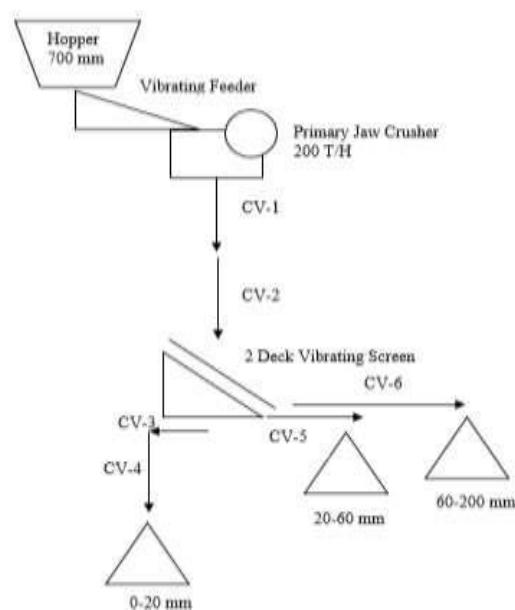 Hopper
700 mm
Vibrating Feeder
Primary Jaw Crusher
200 T/H
CV-1
CV-2
2 Deck Vibrating Screen
CV-6
CV-3
CV-5
CV-4
20-60 mm
60-200 mm
0-20 mm